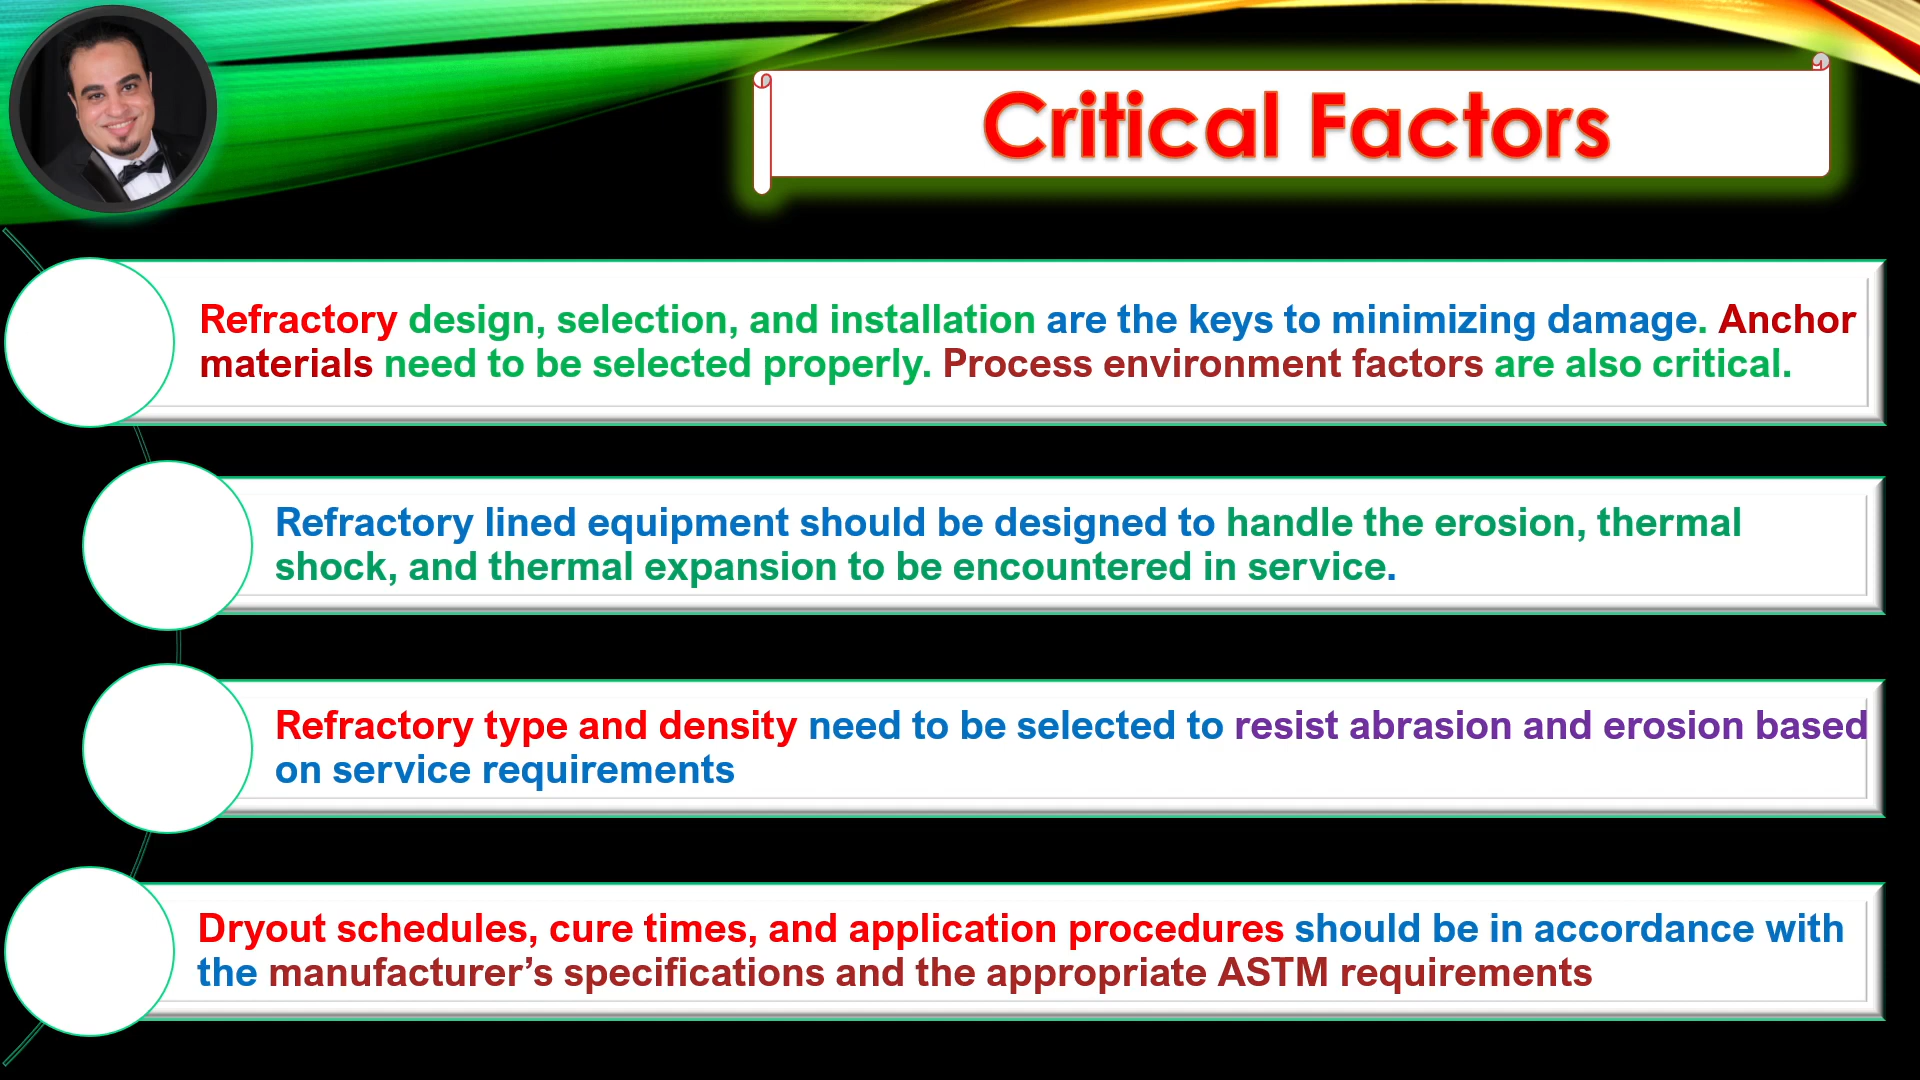 Critical Factors
Refractory design, selection, and installation are the keys to minimizing damage. Anchor
materials need to be selected properly. Process environment factors are also critical.
Refractory lined equipment should be designed to handle the erosion, thermal
shock, and thermal expansion to be encountered in service.
Refractory type and density need to be selected to resist abrasion and erosion based
on service requirements
Dryout schedules, cure times, and application procedures should be in accordance with
the manufacturer’s specifications and the appropriate ASTM requirements